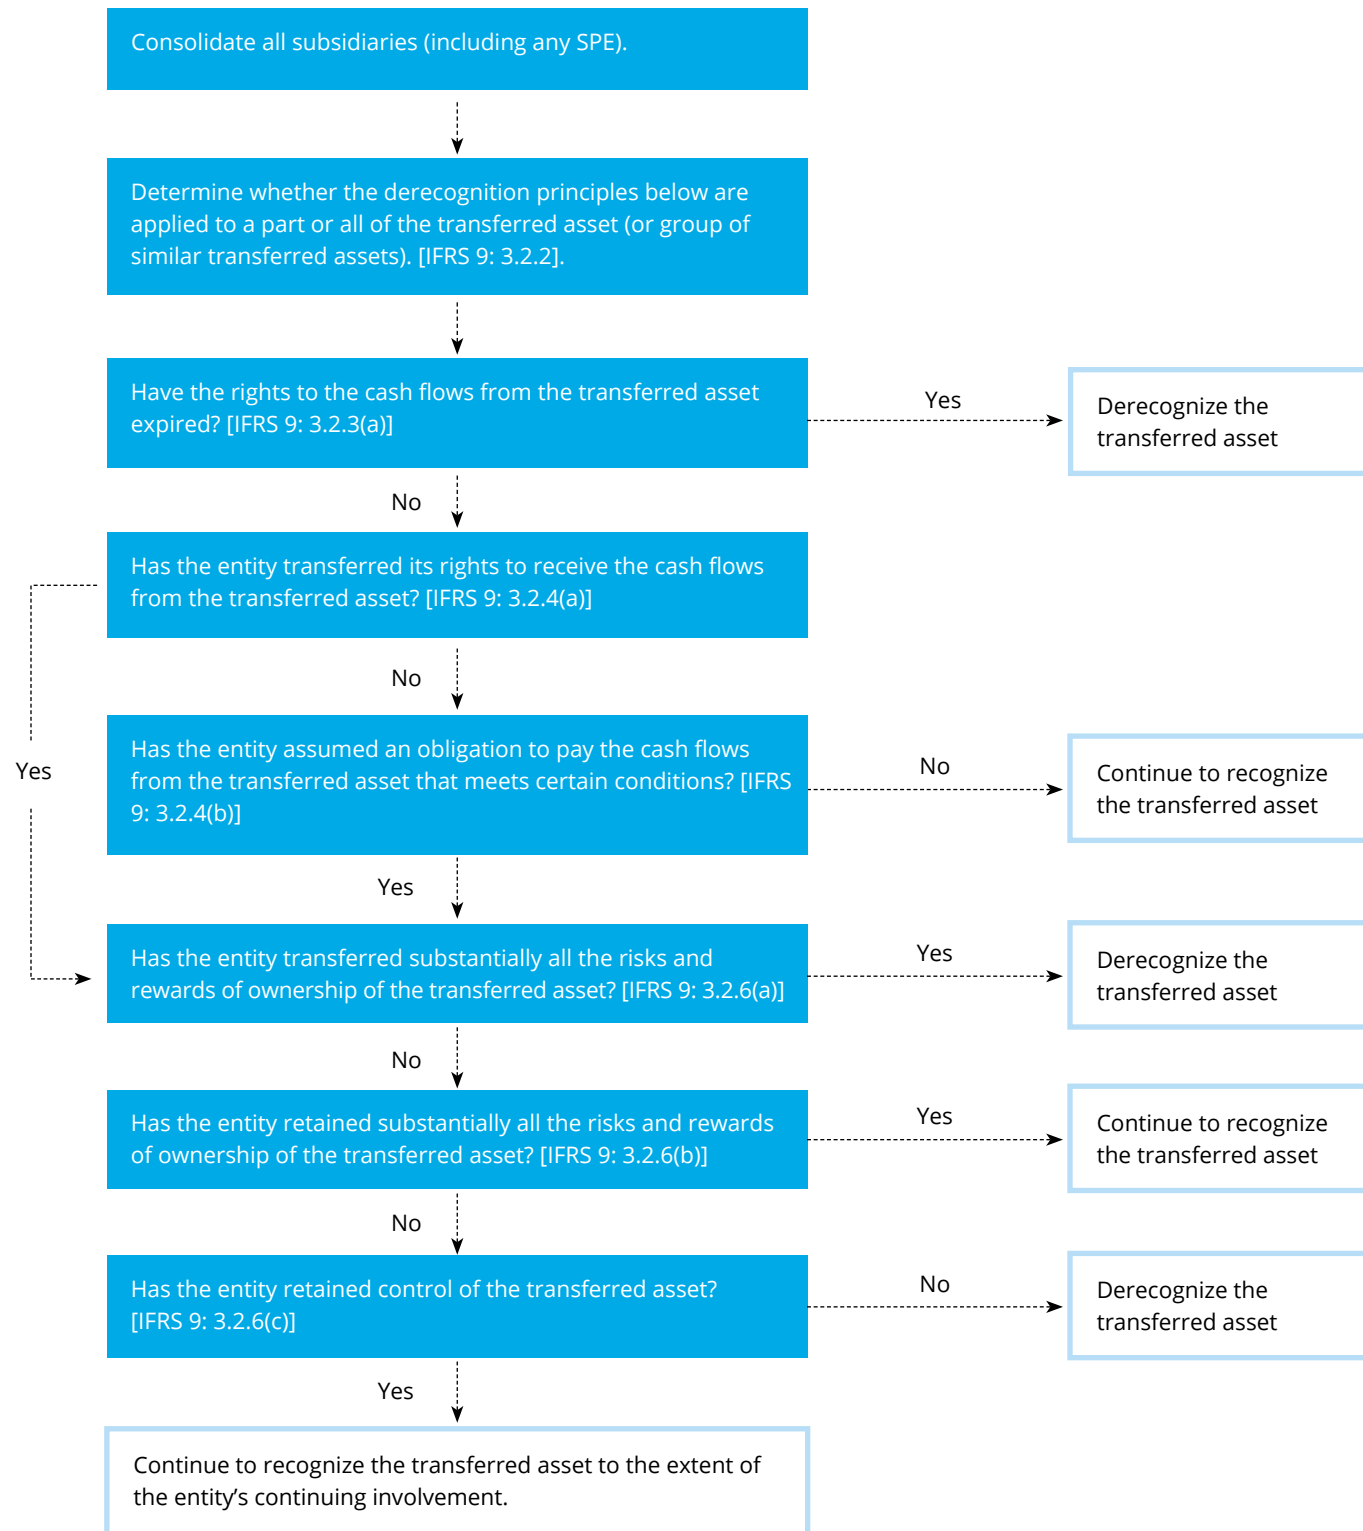 Consolidate all subsidiaries (including any SPE).
Determine whether the derecognition principles below are
applied to a part or all of the transferred asset (or group of
similar transferred assets). [IFRS 9: 3.2.2].
Have the rights to the cash flows from the transferred asset
expired? [IFRS 9: 3.2.3(a)]
Yes
Derecognize the
transferred asset
No
Has the entity transferred its rights to receive the cash flows
from the transferred asset? [IFRS 9: 3.2.4(a)]
No
Yes
Has the entity assumed an obligation to pay the cash flows
from the transferred asset that meets certain conditions? [IFRS
9: 3.2.4(b)]
No
Continue to recognize
the transferred asset
Yes
Has the entity transferred substantially all the risks and
rewards of ownership of the transferred asset? [IFRS 9: 3.2.6(a)]
Yes
Derecognize the
transferred asset
No
Has the entity retained substantially all the risks and rewards
of ownership of the transferred asset? [IFRS 9: 3.2.6(b)]
Yes
Continue to recognize
the transferred asset
No
Has the entity retained control of the transferred asset?
[IFRS 9: 3.2.6(c)]
No
Derecognize the
transferred asset
Yes
Continue to recognize the transferred asset to the extent of
the entity’s continuing involvement.